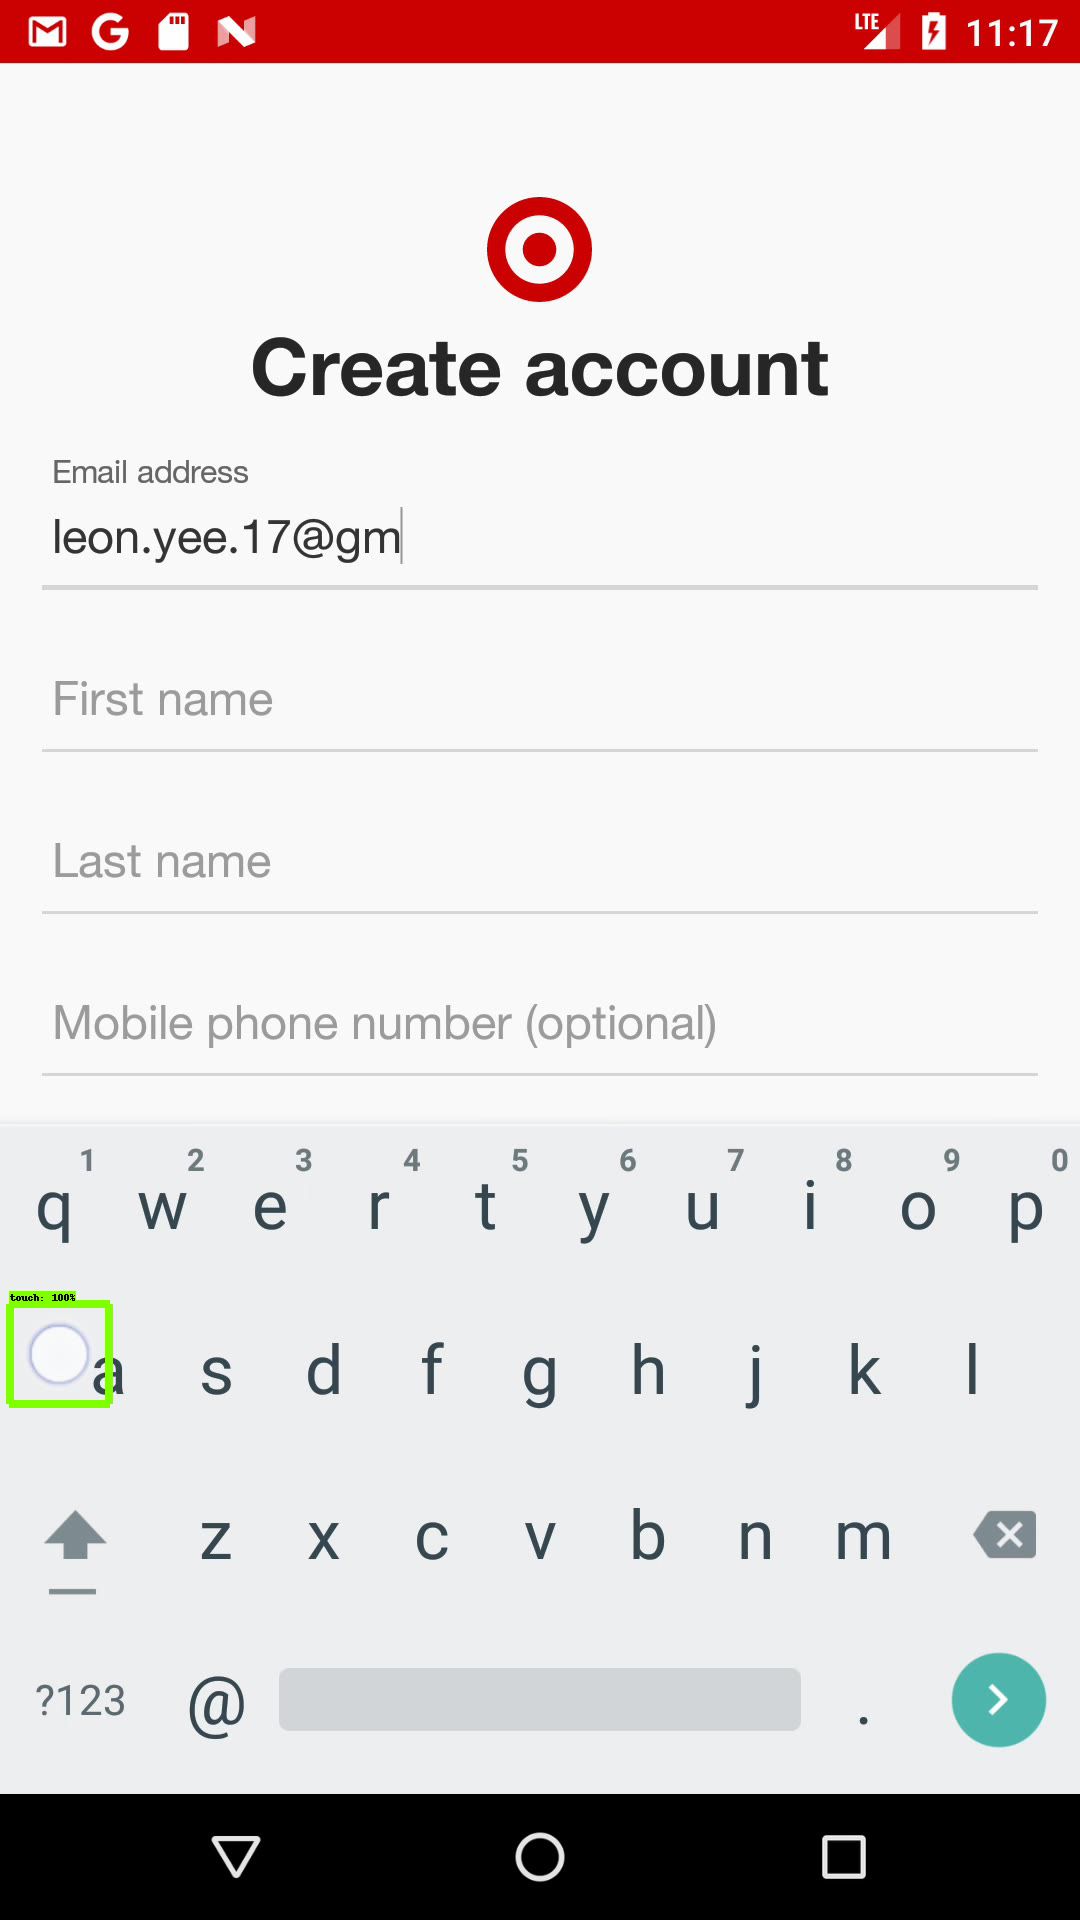 LTE 11:17
Create account
Email address
leon.yee.17@gm
First name
Last name
Mobile phone number (optional)
1 2 3 4 5 6 7 8 9 0
q w e r t y u i o p
touch: 100%
a s d f g h j k l
z x c v b n m
?123 @ .